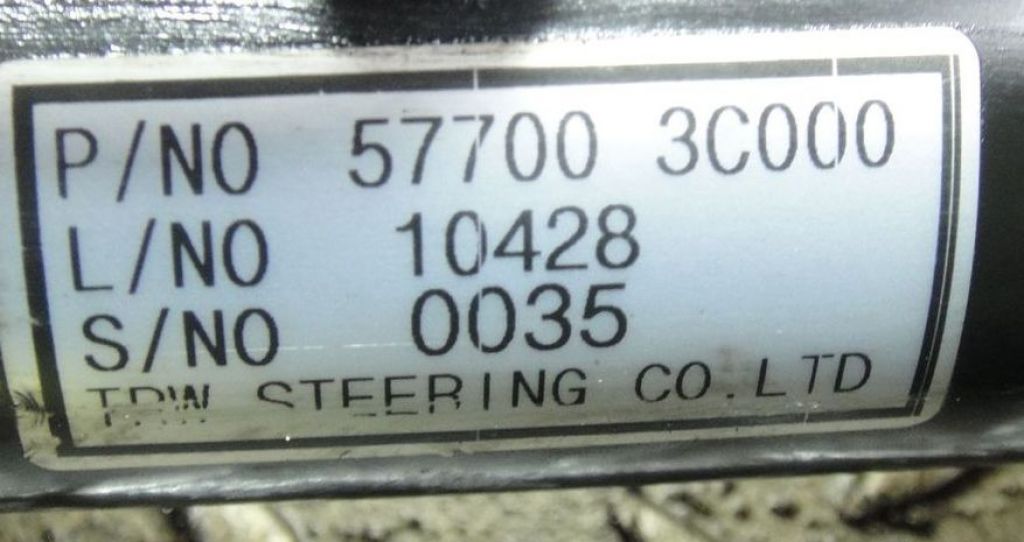 P/NO 57700 3C000
L/NO 10428
S/NO 0035
TRW STEERING CO.LTD